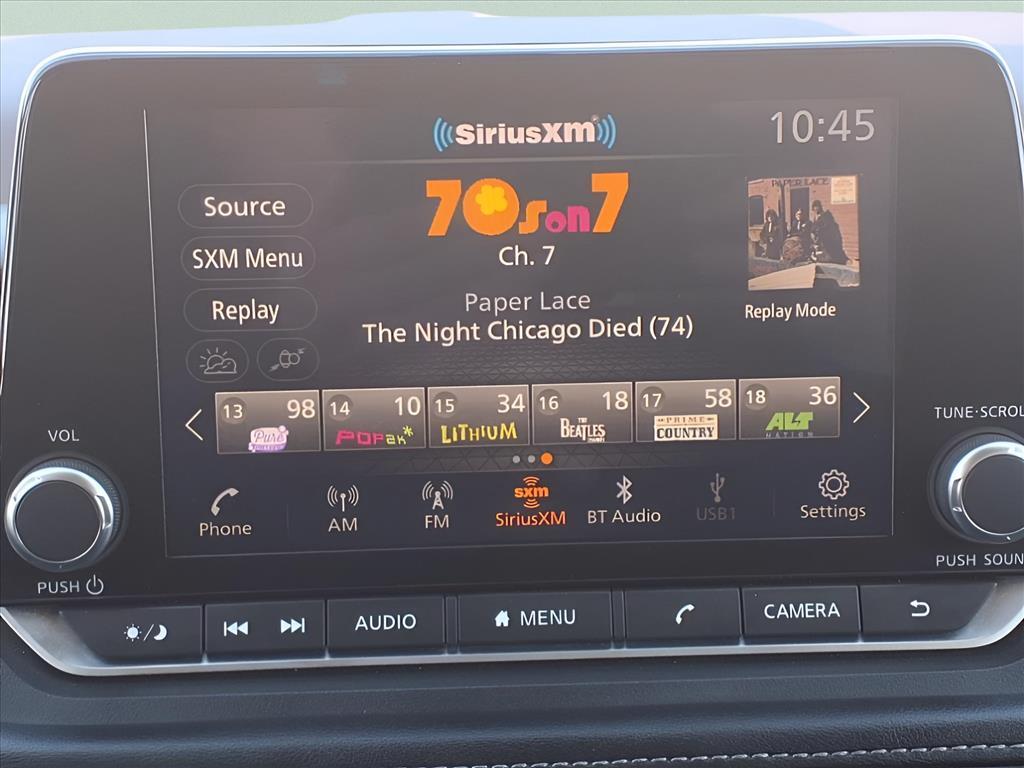 SiriusXM
10:45
Source
SXM Menu
Replay
70s on 7
Ch. 7
Paper Lace
The Night Chicago Died (74)
PAPER LACE
Replay Mode
13 98 Pure
14 10 POP2K*
15 34 LITHIUM
16 18 THE BEATLES
17 58 PRIME COUNTRY
18 36 ALT NATION
Phone
AM
FM
sxm
SiriusXM
BT Audio
USB1
Settings
VOL
PUSH
TUNE·SCROL
PUSH SOUN
AUDIO
MENU
CAMERA